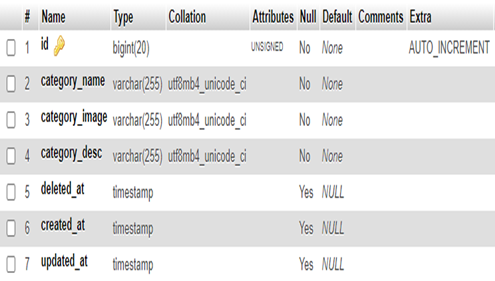 # Name Type Collation Attributes Null Default Comments Extra
1 id bigint(20) UNSIGNED No None AUTO_INCREMENT
2 category_name varchar(255) utf8mb4_unicode_ci No None
3 category_image varchar(255) utf8mb4_unicode_ci No None
4 category_desc varchar(255) utf8mb4_unicode_ci No None
5 deleted_at timestamp Yes NULL
6 created_at timestamp Yes NULL
7 updated_at timestamp Yes NULL